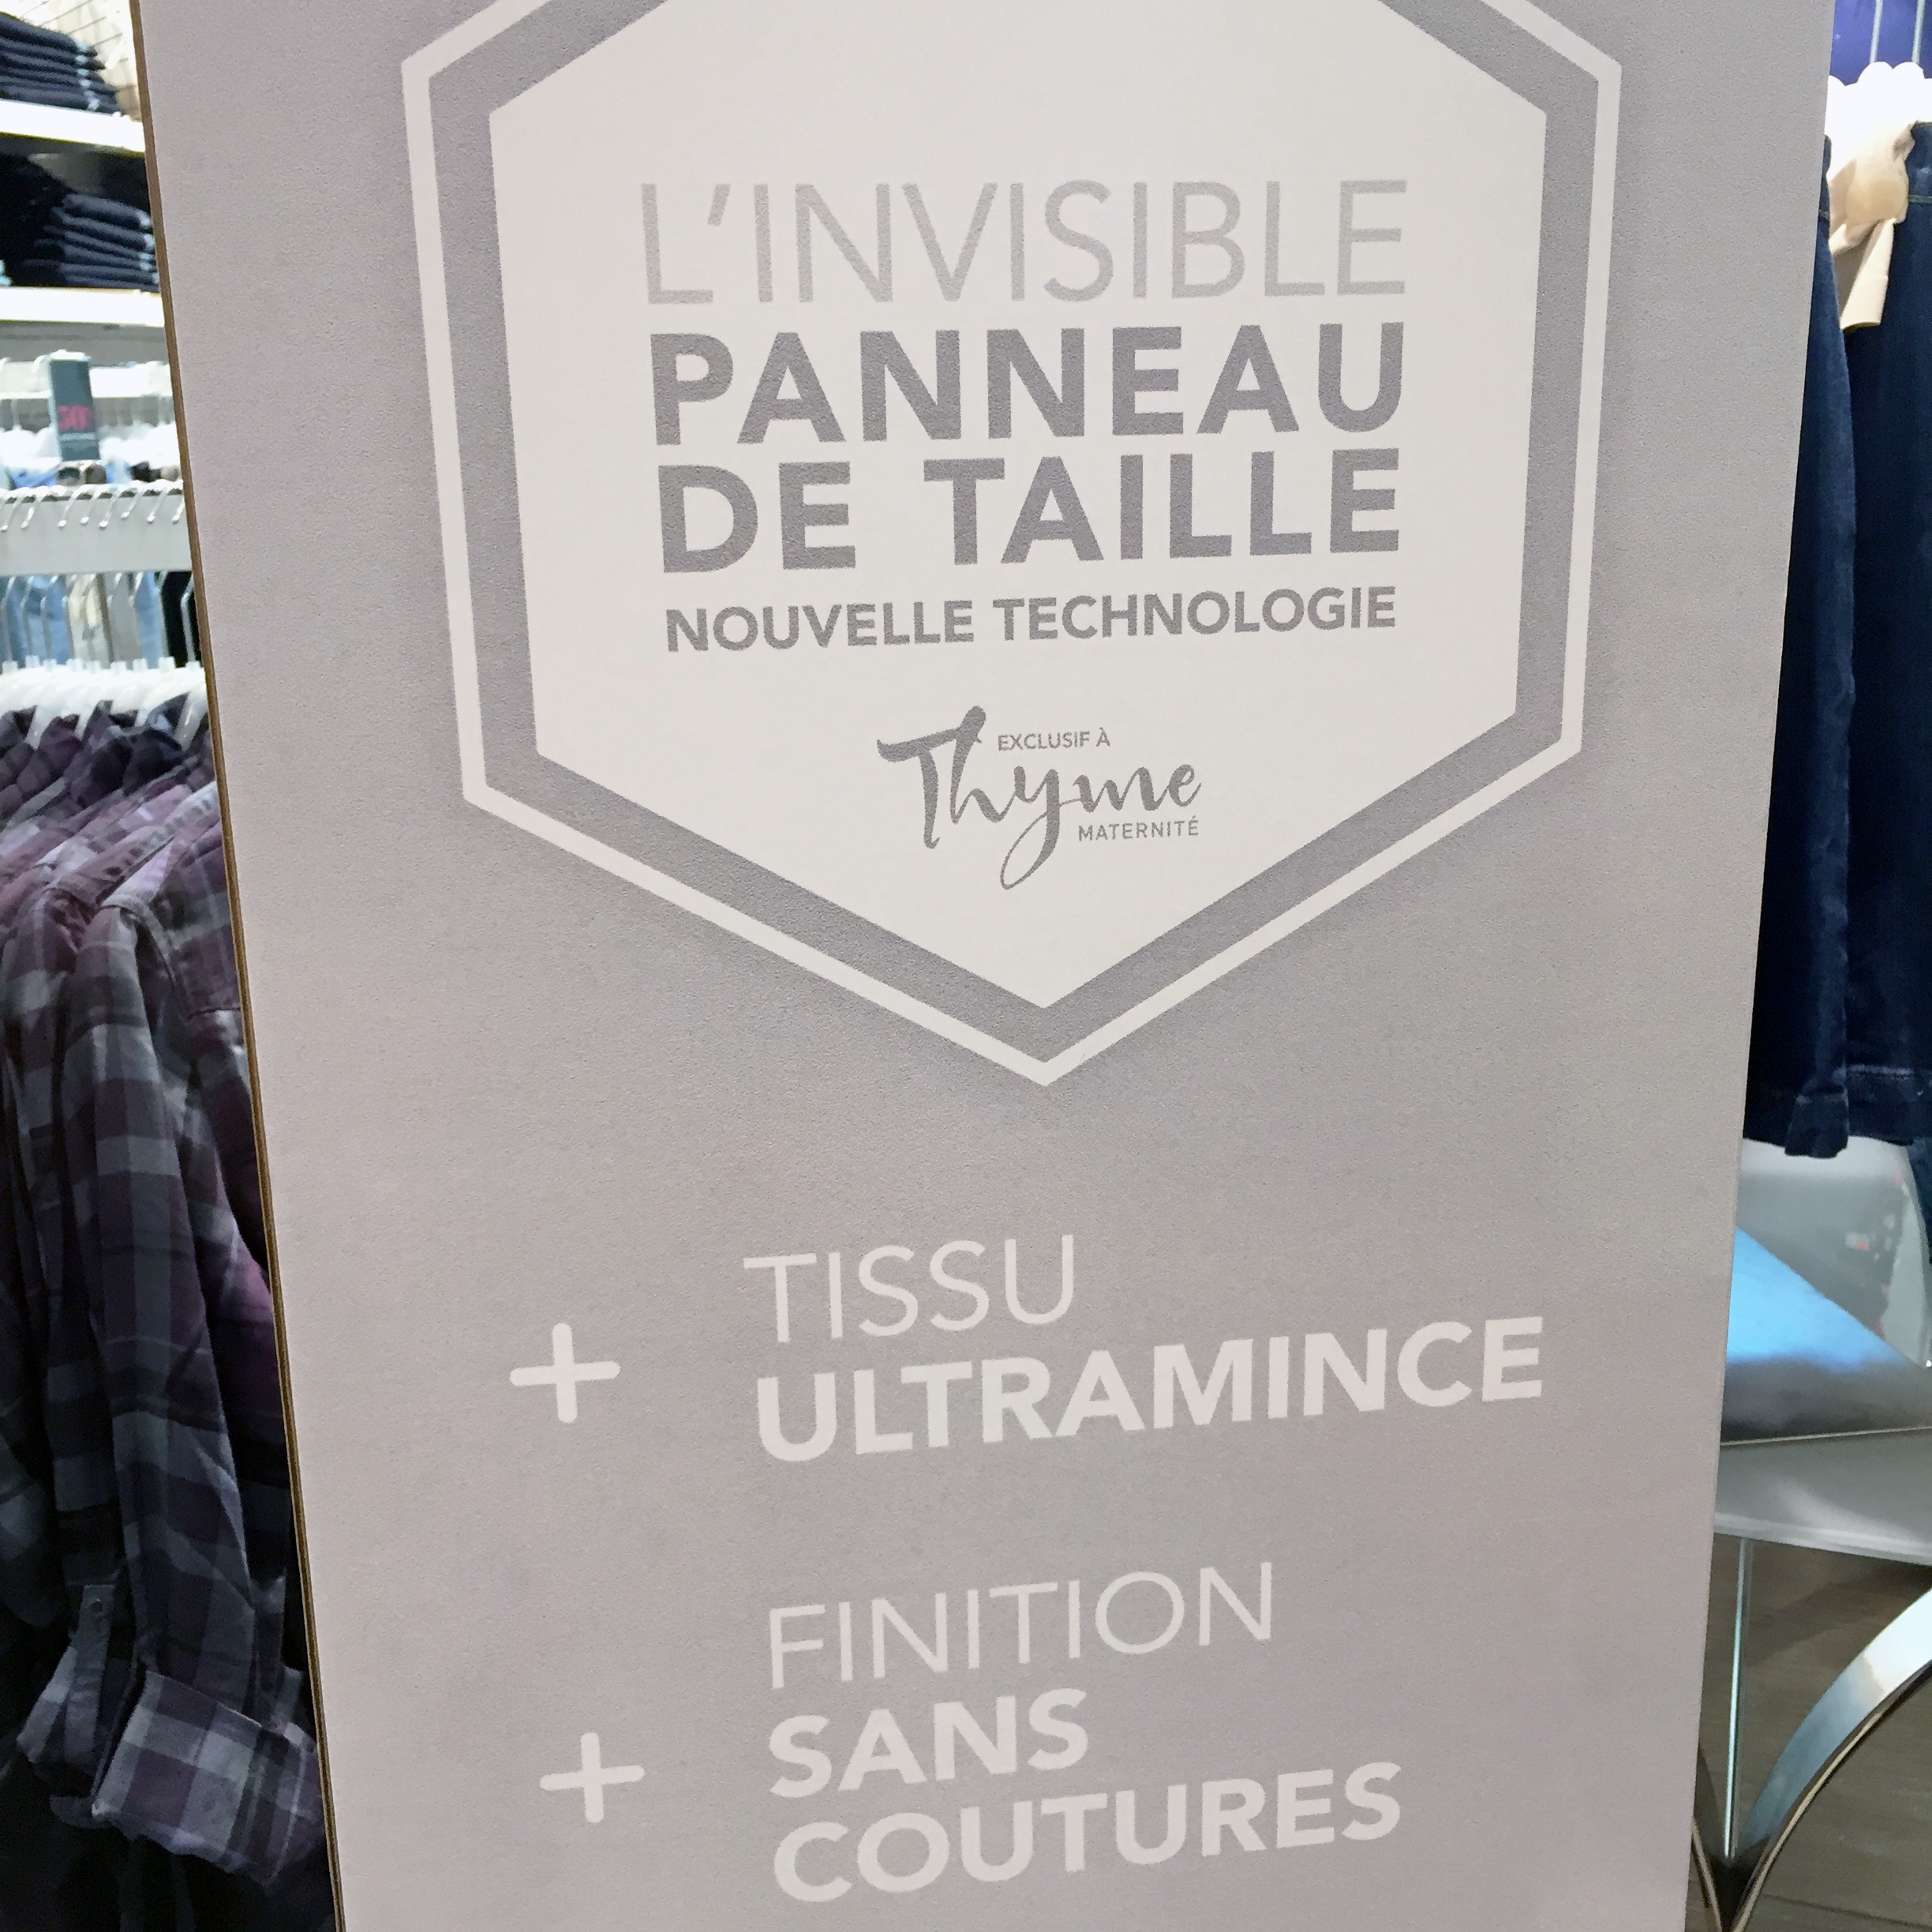 L'INVISIBLE
PANNEAU
DE TAILLE
NOUVELLE TECHNOLOGIE
EXCLUSIF À
Thyme
MATERNITÉ
+ TISSU
ULTRAMINCE
+ FINITION
SANS
COUTURES